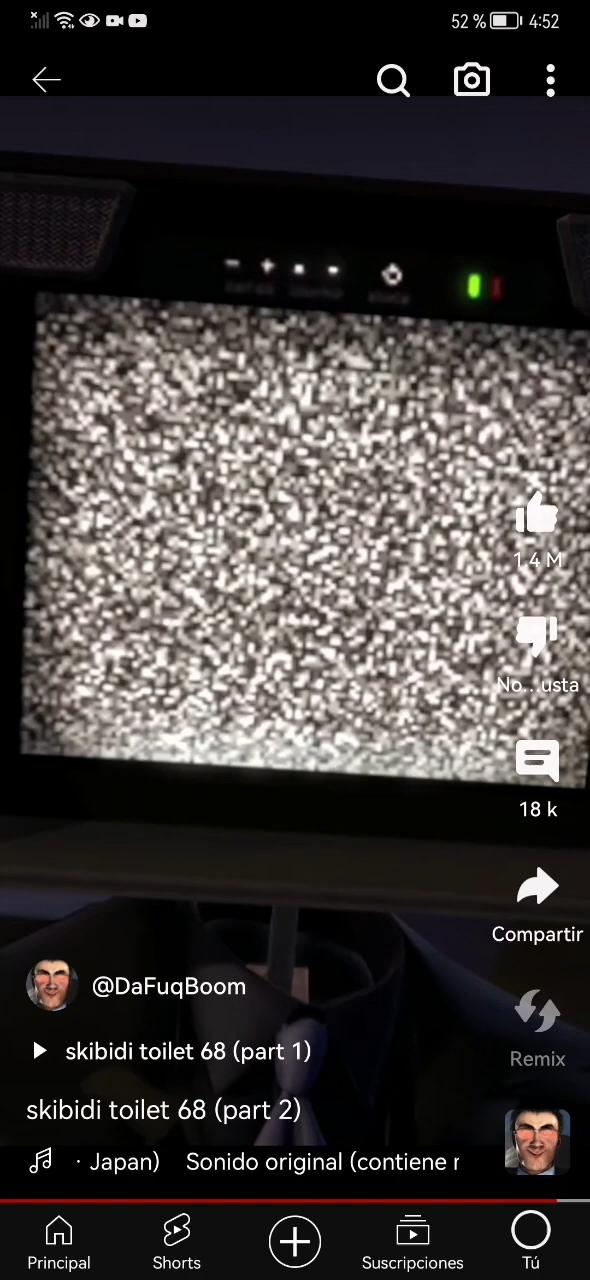 52 % 4:52
1.4 M
No...usta
18 k
Compartir
@DaFuqBoom
skibidi toilet 68 (part 1)
Remix
skibidi toilet 68 (part 2)
· Japan) Sonido original (contiene r
Principal
Shorts
Suscripciones
Tú